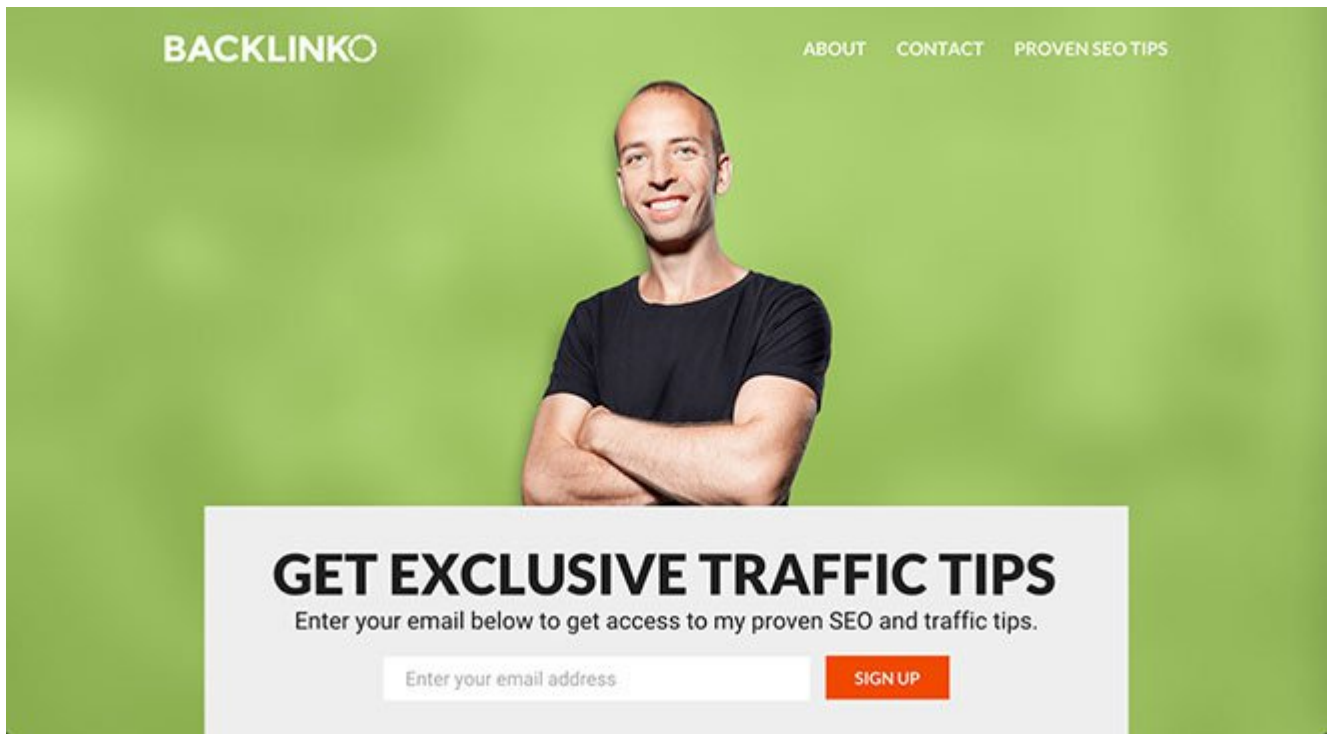 BACKLINKO
ABOUT CONTACT PROVEN SEO TIPS
GET EXCLUSIVE TRAFFIC TIPS
Enter your email below to get access to my proven SEO and traffic tips.
Enter your email address
SIGN UP